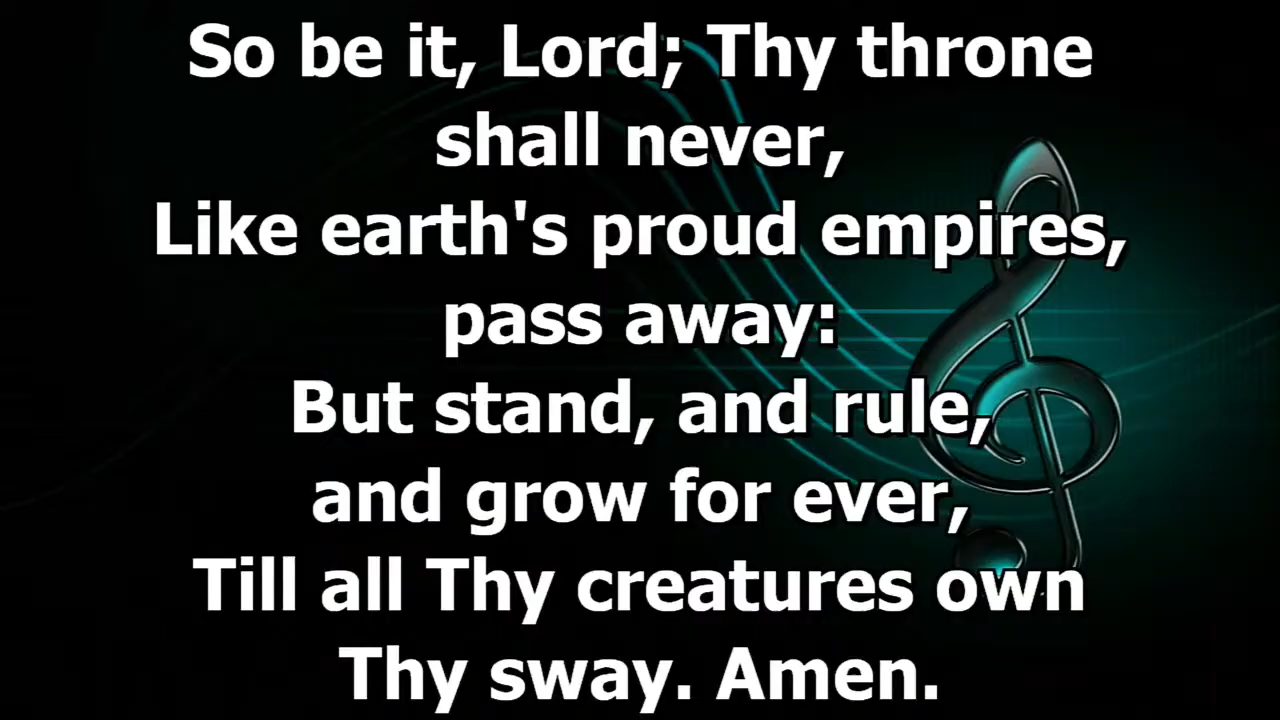 So be it, Lord; Thy throne
shall never,
Like earth's proud empires,
pass away:
But stand, and rule,
and grow for ever,
Till all Thy creatures own
Thy sway. Amen.